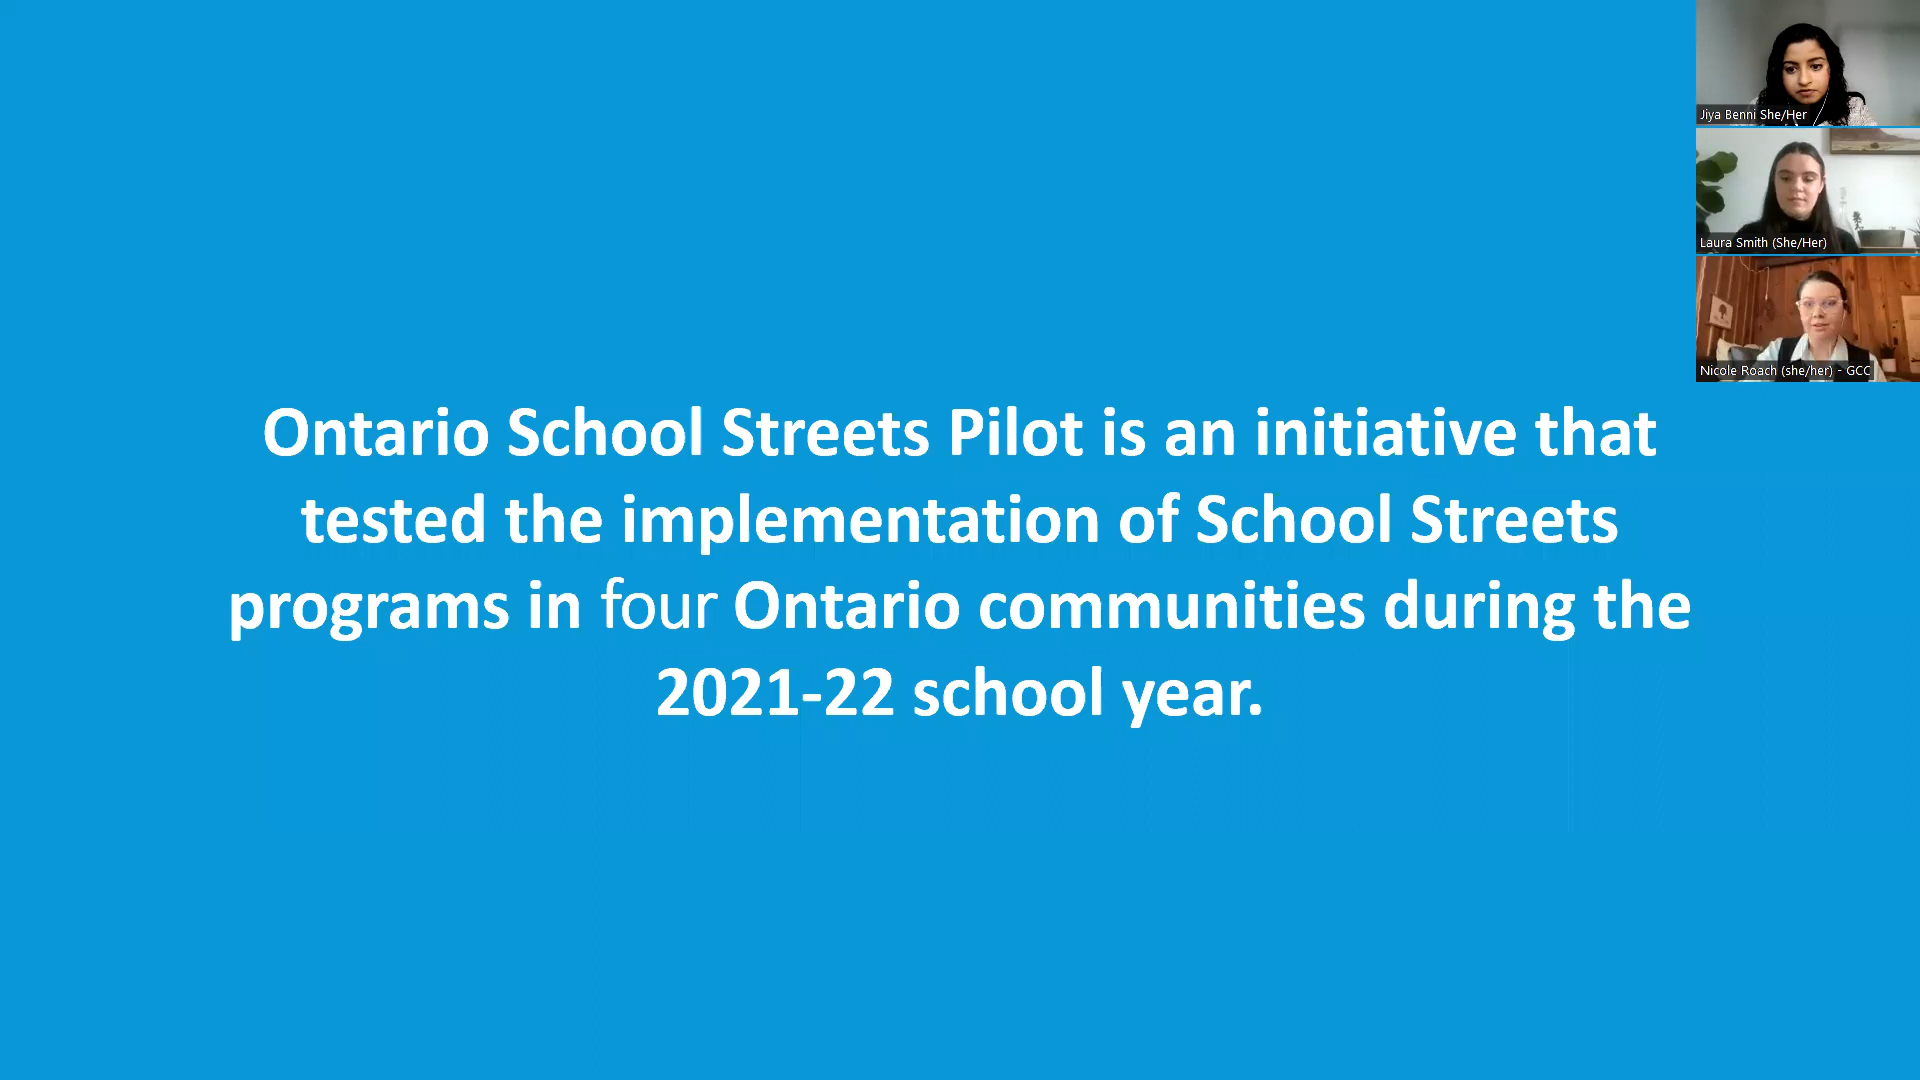 Jiya Benni She/Her
Laura Smith (She/Her)
Nicole Roach (she/her) - GCC
Ontario School Streets Pilot is an initiative that
tested the implementation of School Streets
programs in four Ontario communities during the
2021-22 school year.